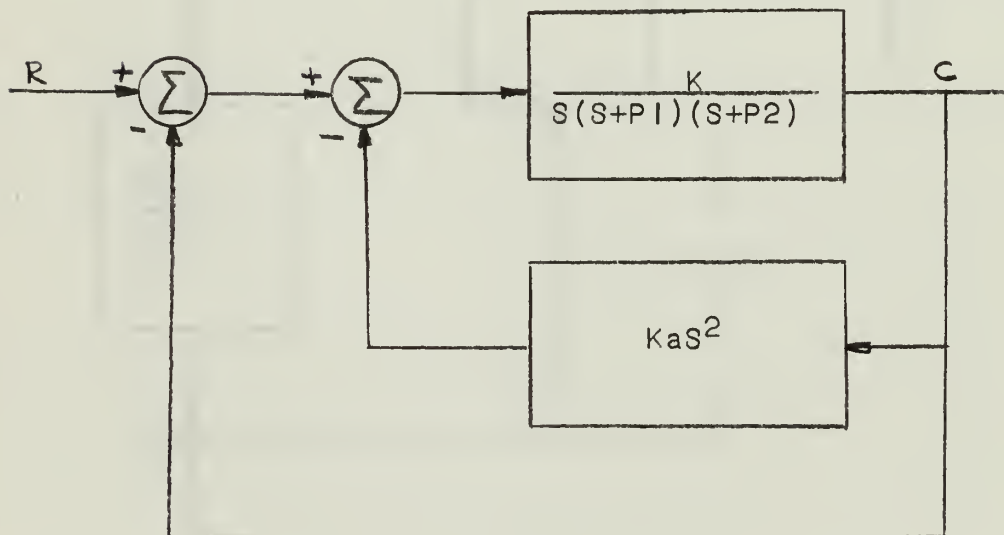 R
+
Σ
-
+
Σ
-
K
S(S+P1)(S+P2)
C
KaS²